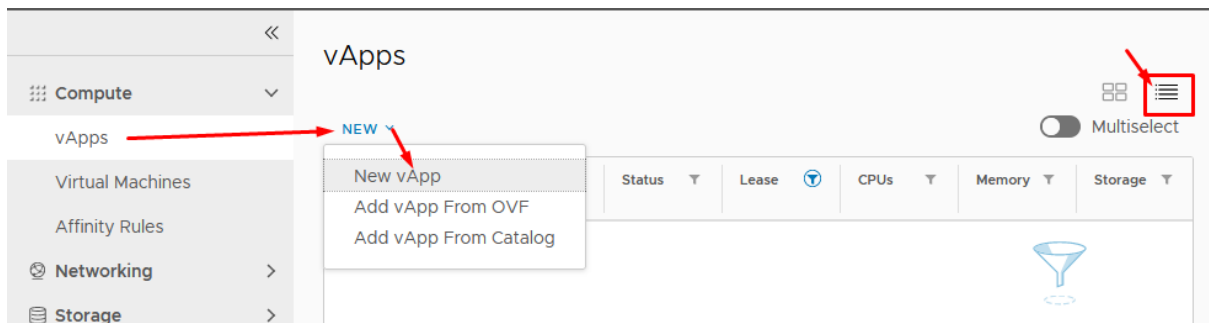 vApps
Compute
vApps
Virtual Machines
Affinity Rules
Networking
Storage
NEW
Multiselect
New vApp
Add vApp From OVF
Add vApp From Catalog
Status
Lease
CPUs
Memory
Storage